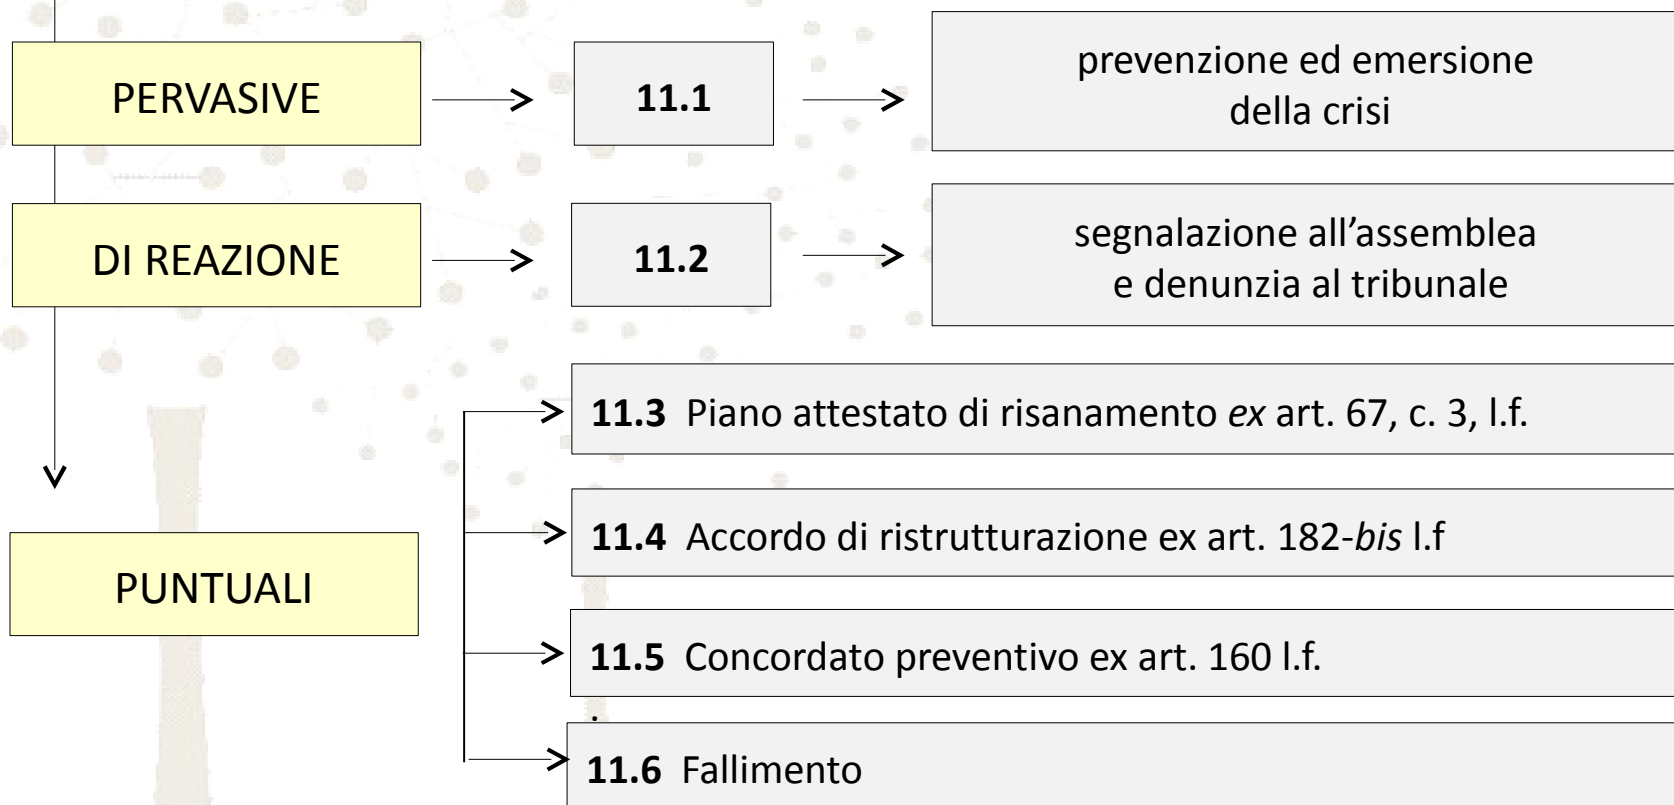 PERVASIVE
11.1
prevenzione ed emersione
della crisi
DI REAZIONE
11.2
segnalazione all’assemblea
e denunzia al tribunale
PUNTUALI
11.3 Piano attestato di risanamento ex art. 67, c. 3, l.f.
11.4 Accordo di ristrutturazione ex art. 182-bis l.f
11.5 Concordato preventivo ex art. 160 l.f.
.
11.6 Fallimento